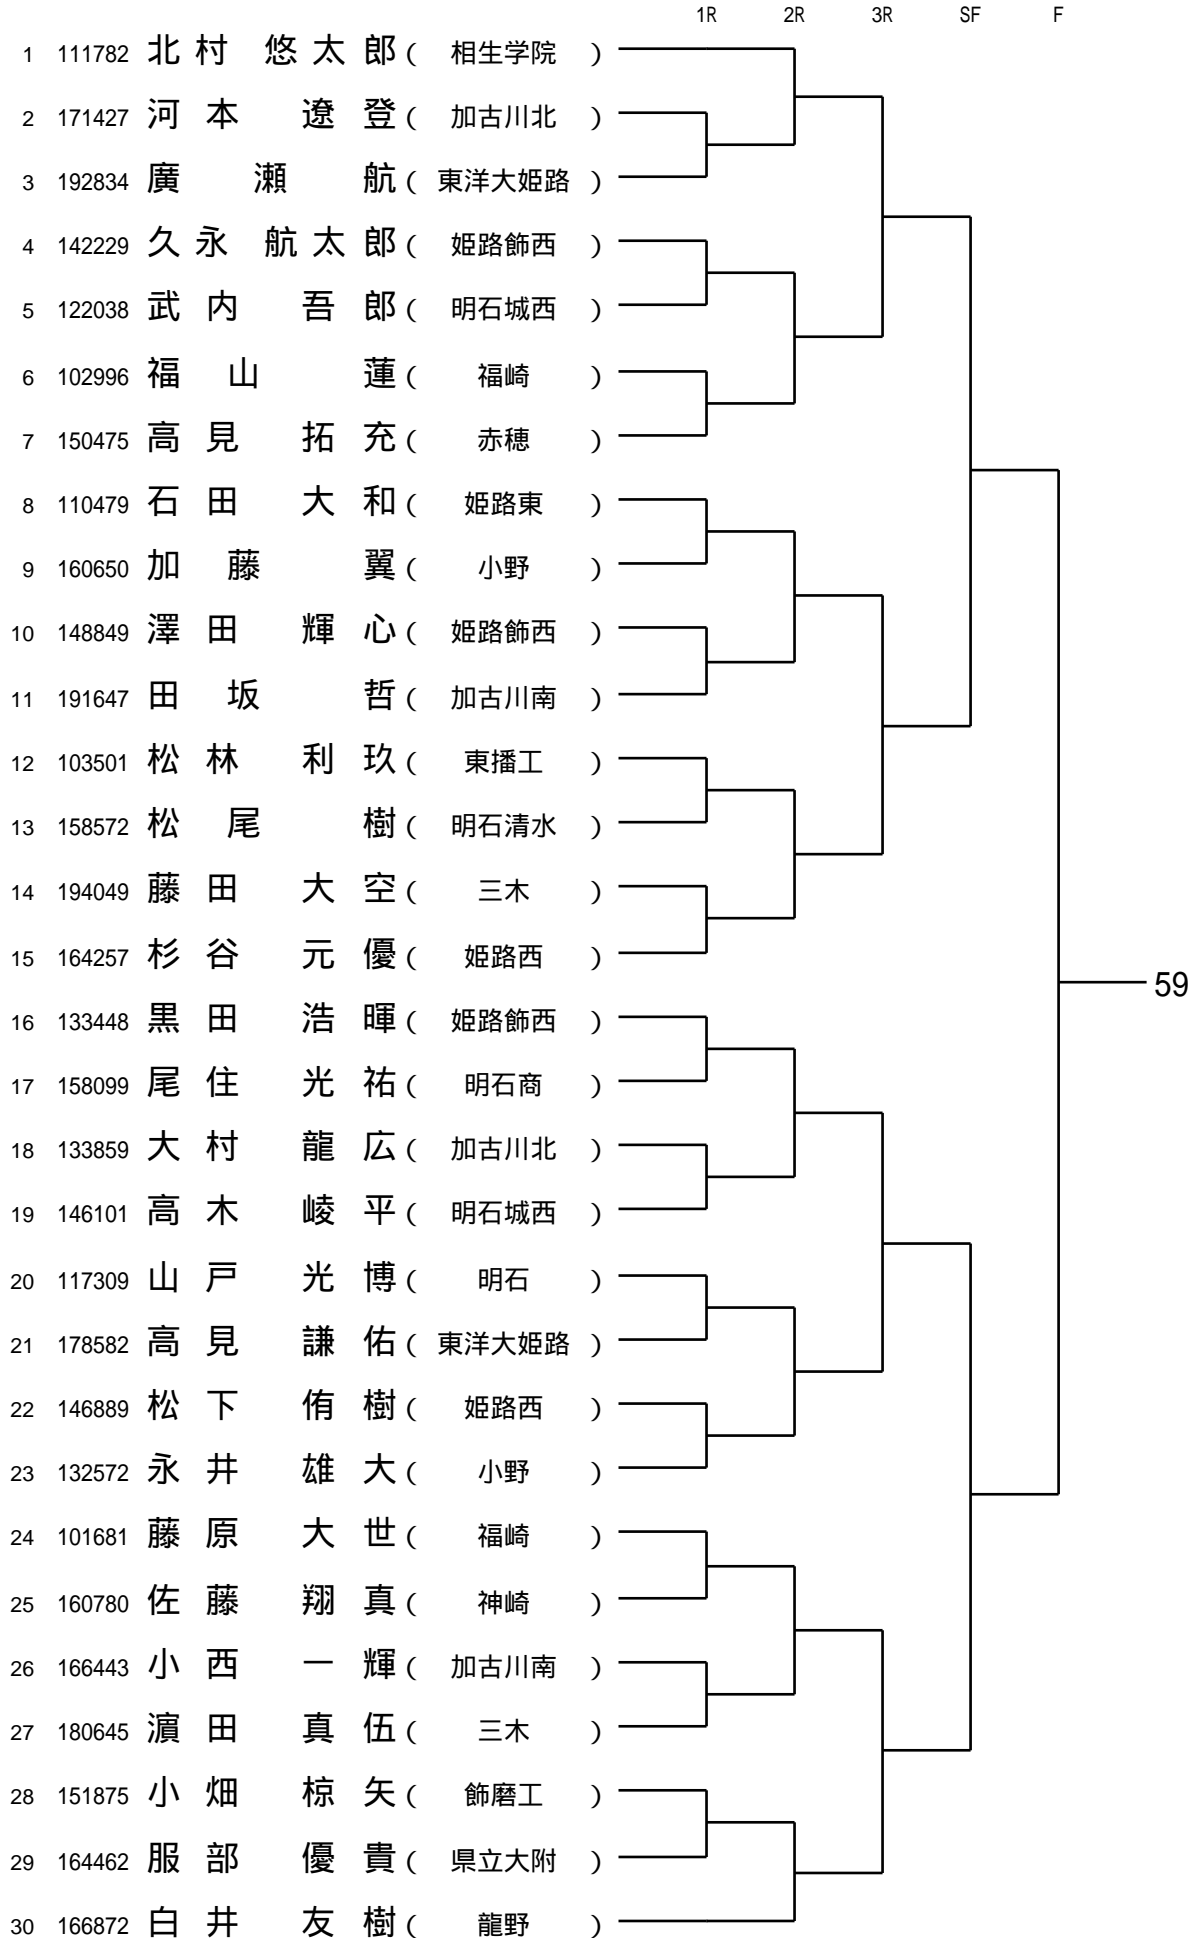 1R 2R 3R SF F
1 111782 北村 悠太郎 ( 相生学院 )
2 171427 河本 遼登 ( 加古川北 )
3 192834 廣瀬 航 ( 東洋大姫路 )
4 142229 久永 航太郎 ( 姫路飾西 )
5 122038 武内 吾郎 ( 明石城西 )
6 102996 福山 蓮 ( 福崎 )
7 150475 高見 拓充 ( 赤穂 )
8 110479 石田 大和 ( 姫路東 )
9 160650 加藤 翼 ( 小野 )
10 148849 澤田 輝心 ( 姫路飾西 )
11 191647 田坂 哲 ( 加古川南 )
12 103501 松林 利玖 ( 東播工 )
13 158572 松尾 樹 ( 明石清水 )
14 194049 藤田 大空 ( 三木 )
15 164257 杉谷 元優 ( 姫路西 )
59
16 133448 黒田 浩暉 ( 姫路飾西 )
17 158099 尾住 光祐 ( 明石商 )
18 133859 大村 龍広 ( 加古川北 )
19 146101 高木 崚平 ( 明石城西 )
20 117309 山戸 光博 ( 明石 )
21 178582 高見 謙佑 ( 東洋大姫路 )
22 146889 松下 侑樹 ( 姫路西 )
23 132572 永井 雄大 ( 小野 )
24 101681 藤原 大世 ( 福崎 )
25 160780 佐藤 翔真 ( 神崎 )
26 166443 小西 一輝 ( 加古川南 )
27 180645 濵田 真伍 ( 三木 )
28 151875 小畑 椋矢 ( 飾磨工 )
29 164462 服部 優貴 ( 県立大附 )
30 166872 白井 友樹 ( 龍野 )